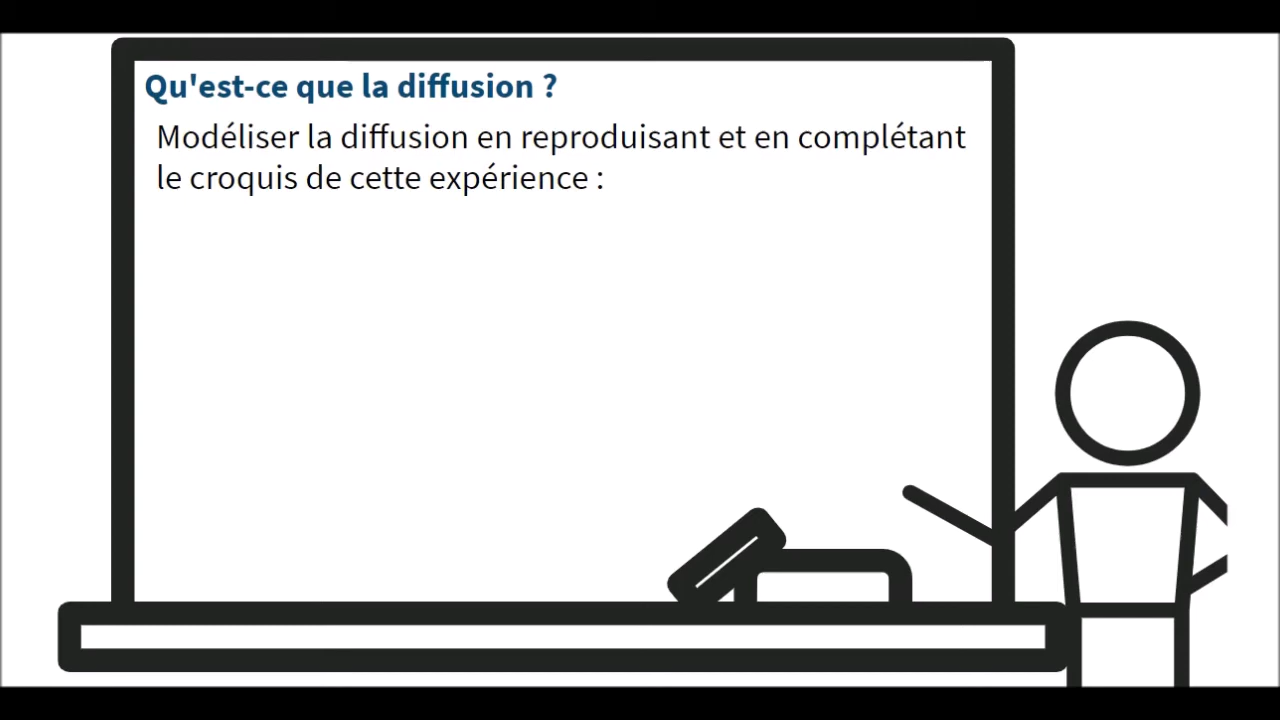 Qu'est-ce que la diffusion ?
Modéliser la diffusion en reproduisant et en complétant
le croquis de cette expérience :